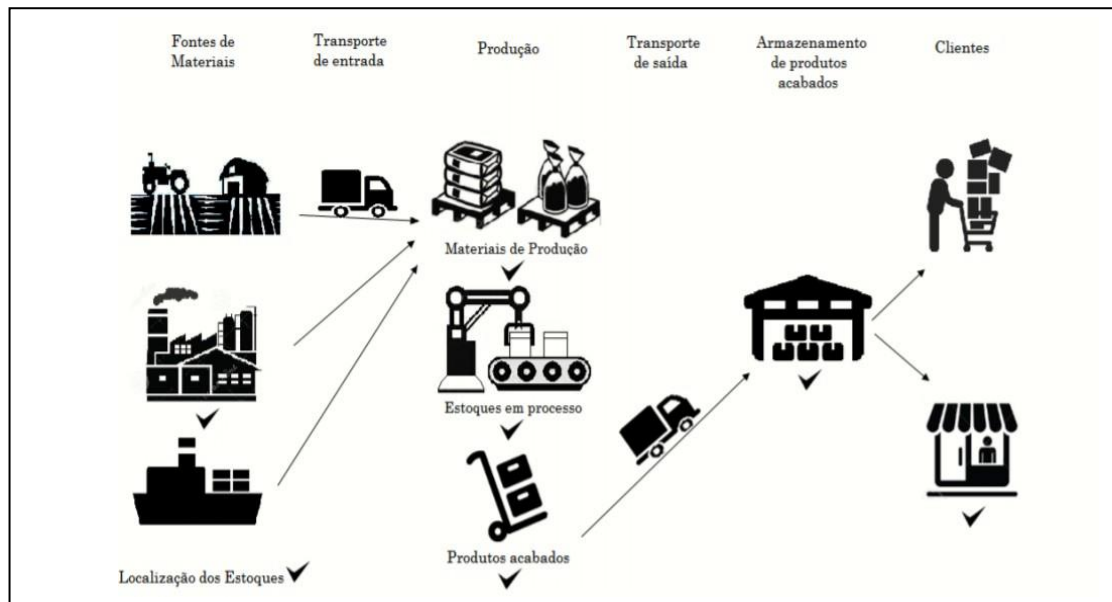 Fontes de
Materiais
Transporte
de entrada
Produção
Transporte
de saída
Armazenamento
de produtos
acabados
Clientes
Materiais de Produção
Estoques em processo
Produtos acabados
Localização dos Estoques